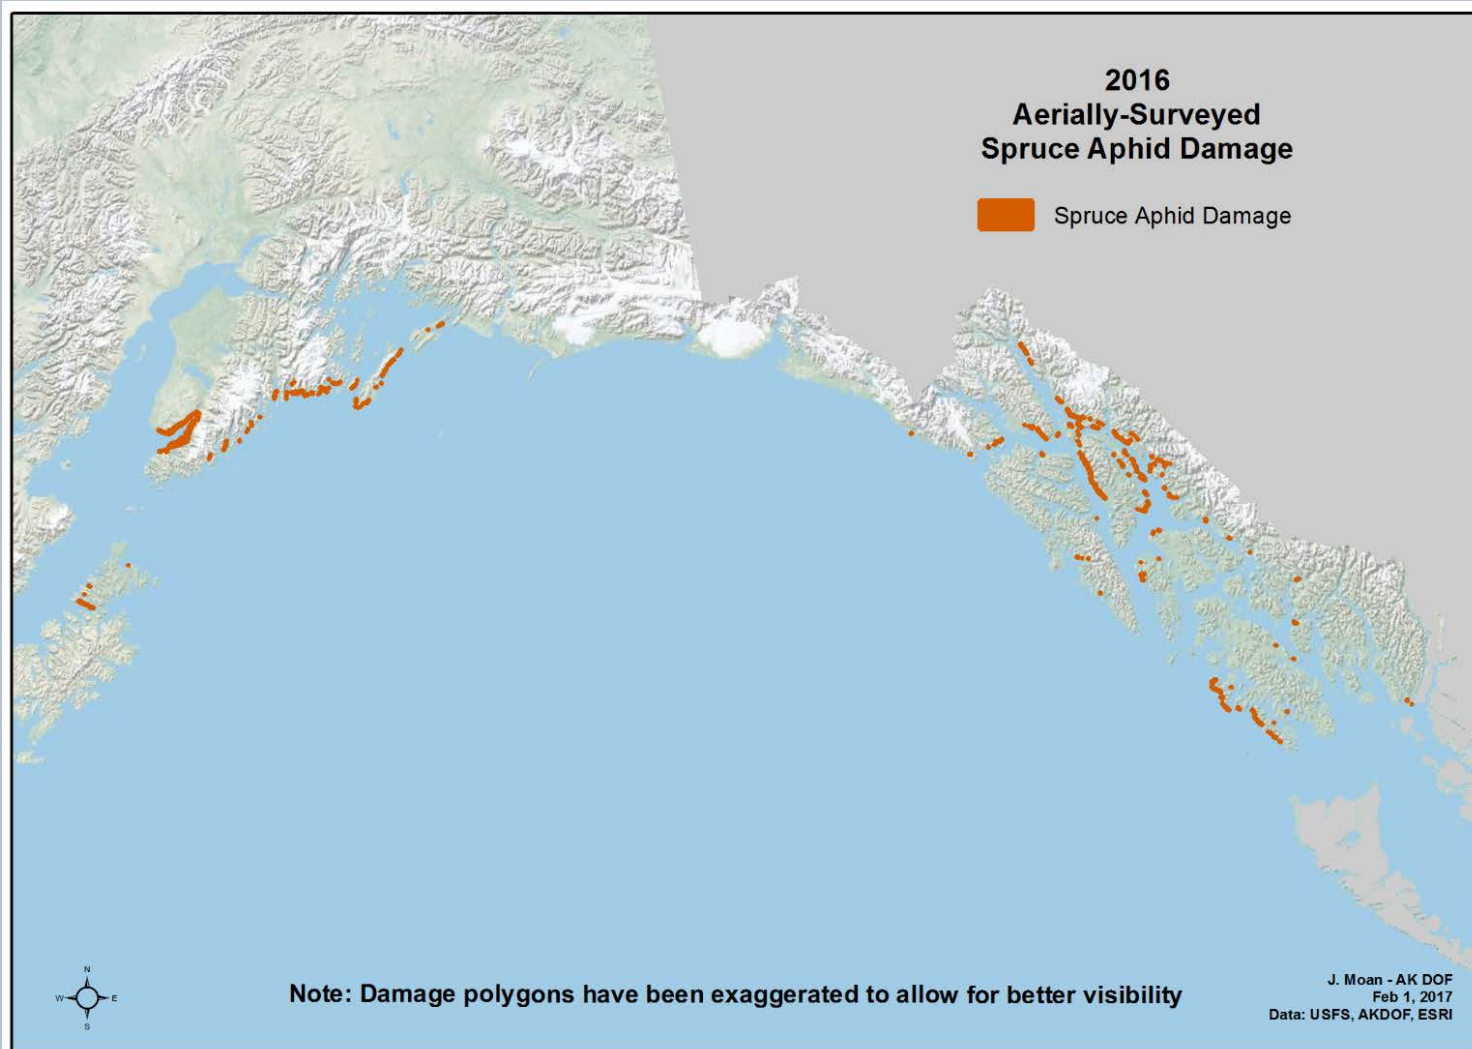 2016
Aerially-Surveyed
Spruce Aphid Damage
Spruce Aphid Damage
N
W E
S
Note: Damage polygons have been exaggerated to allow for better visibility
J. Moan - AK DOF
Feb 1, 2017
Data: USFS, AKDOF, ESRI